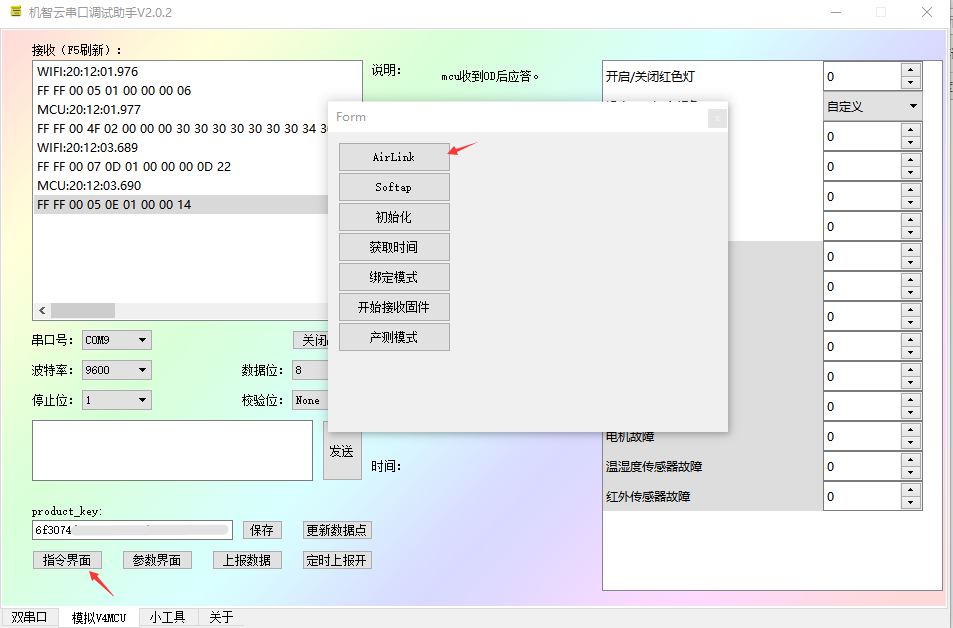 机智云串口调试助手V2.0.2
接收（F5刷新）：
WIFI:20:12:01.976
FF FF 00 05 01 00 00 00 06
MCU:20:12:01.977
FF FF 00 4F 02 00 00 00 30 30 30 30 30 30 30 34 3
WIFI:20:12:03.689
FF FF 00 07 0D 01 00 00 00 0D 22
MCU:20:12:03.690
FF FF 00 05 0E 01 00 00 14
说明：
mcu收到0D后应答。
Form
AirLink
Softap
初始化
获取时间
绑定模式
开始接收固件
产测模式
开启/关闭红色灯 0
自定义
0
0
0
0
0
0
0
0
0
0
电机故障 0
温湿度传感器故障 0
红外传感器故障 0
串口号： COM9 关闭
波特率： 9600 数据位： 8
停止位： 1 校验位： None
发送
时间：
product_key:
6f3074 保存 更新数据点
指令界面 参数界面 上报数据 定时上报开
双串口 模拟V4MCU 小工具 关于